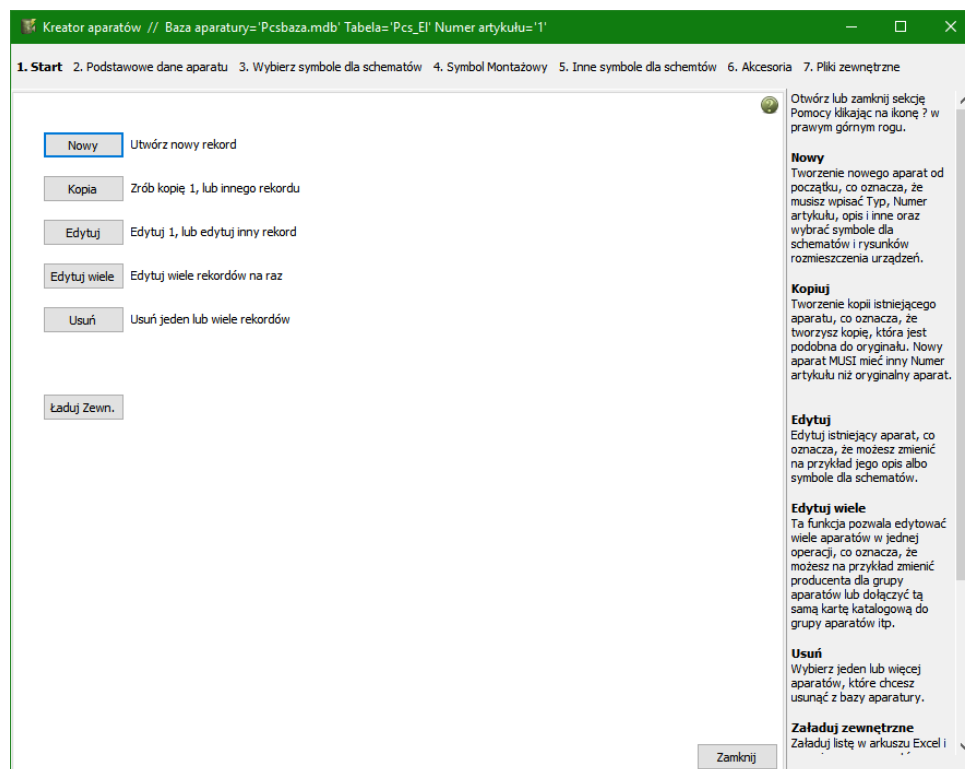 Kreator aparatów // Baza aparatury='Pcsbaza.mdb' Tabela='Pcs_El' Numer artykułu='1'
1. Start 2. Podstawowe dane aparatu 3. Wybierz symbole dla schematów 4. Symbol Montażowy 5. Inne symbole dla schemtów 6. Akcesoria 7. Pliki zewnętrzne
Nowy Utwórz nowy rekord
Kopia Zrób kopię 1, lub innego rekordu
Edytuj Edytuj 1, lub edytuj inny rekord
Edytuj wiele Edytuj wiele rekordów na raz
Usuń Usuń jeden lub wiele rekordów
Ładuj Zewn.
Zamknij
Otwórz lub zamknij sekcję
Pomocy klikając na ikonę ? w
prawym górnym rogu.
Nowy
Tworzenie nowego aparat od
początku, co oznacza, że
musisz wpisać Typ, Numer
artykułu, opis i inne oraz
wybrać symbole dla
schematów i rysunków
rozmieszczenia urządzeń.
Kopiuj
Tworzenie kopii istniejącego
aparatu, co oznacza, że
tworzysz kopię, która jest
podobna do oryginału. Nowy
aparat MUSI mieć inny Numer
artykułu niż oryginalny aparat.
Edytuj
Edytuj istniejący aparat, co
oznacza, że możesz zmienić
na przykład jego opis albo
symbole dla schematów.
Edytuj wiele
Ta funkcja pozwala edytować
wiele aparatów w jednej
operacji, co oznacza, że
możesz na przykład zmienić
producenta dla grupy
aparatów lub dołączyć tą
samą kartę katalogową do
grupy aparatów itp.
Usuń
Wybierz jeden lub więcej
aparatów, które chcesz
usunąć z bazy aparatury.
Załaduj zewnętrzne
Załaduj listę w arkuszu Excel i